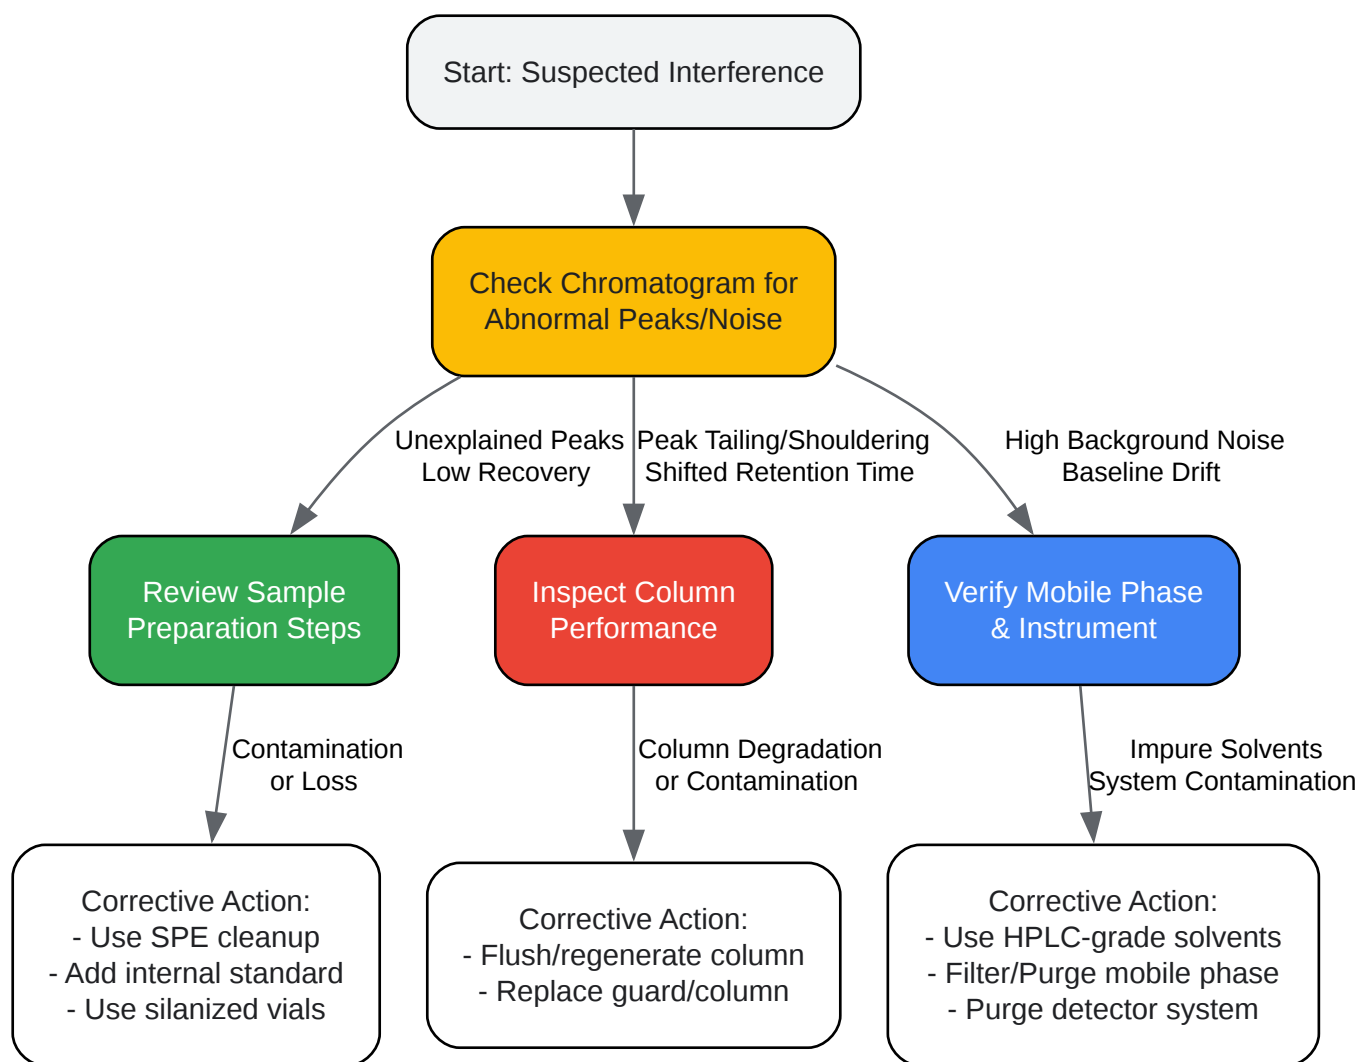 Start: Suspected Interference
Check Chromatogram for
Abnormal Peaks/Noise
Unexplained Peaks
Low Recovery
Peak Tailing/Shouldering
Shifted Retention Time
High Background Noise
Baseline Drift
Review Sample
Preparation Steps
Inspect Column
Performance
Verify Mobile Phase
& Instrument
Contamination
or Loss
Column Degradation
or Contamination
Impure Solvents
System Contamination
Corrective Action:
- Use SPE cleanup
- Add internal standard
- Use silanized vials
Corrective Action:
- Flush/regenerate column
- Replace guard/column
Corrective Action:
- Use HPLC-grade solvents
- Filter/Purge mobile phase
- Purge detector system